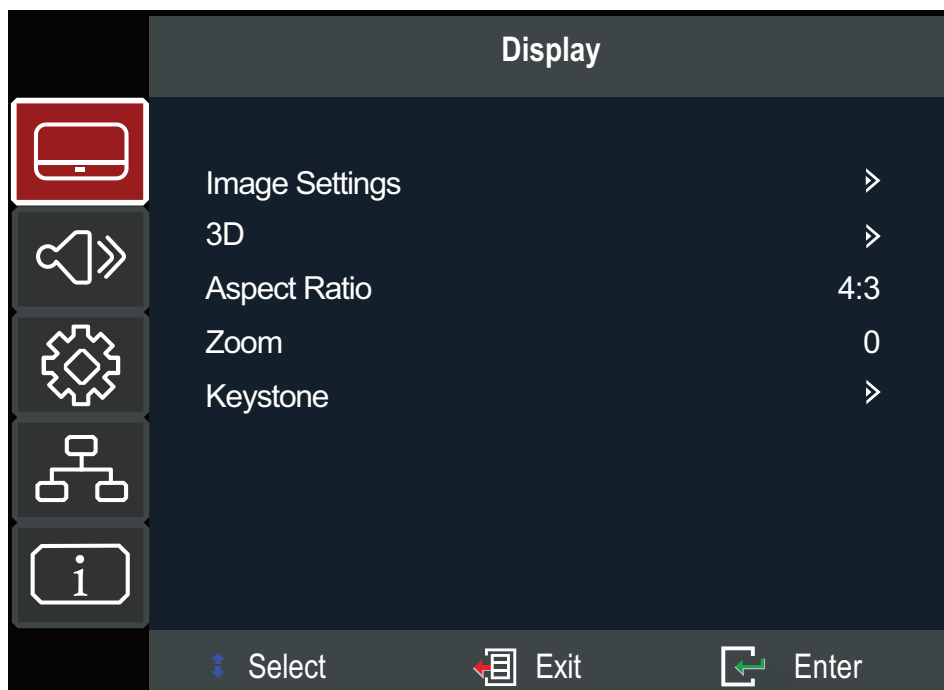 Display
Image Settings
3D
Aspect Ratio 4:3
Zoom 0
Keystone
i
Select Exit Enter